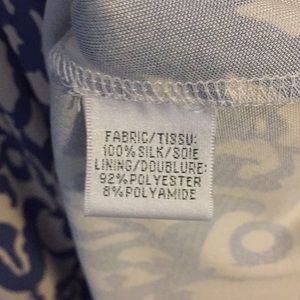 FABRIC/TISSU:
100%SILK/SOIE
LINING/DOUBLURE:
92%POLYESTER
8%POLYAMIDE